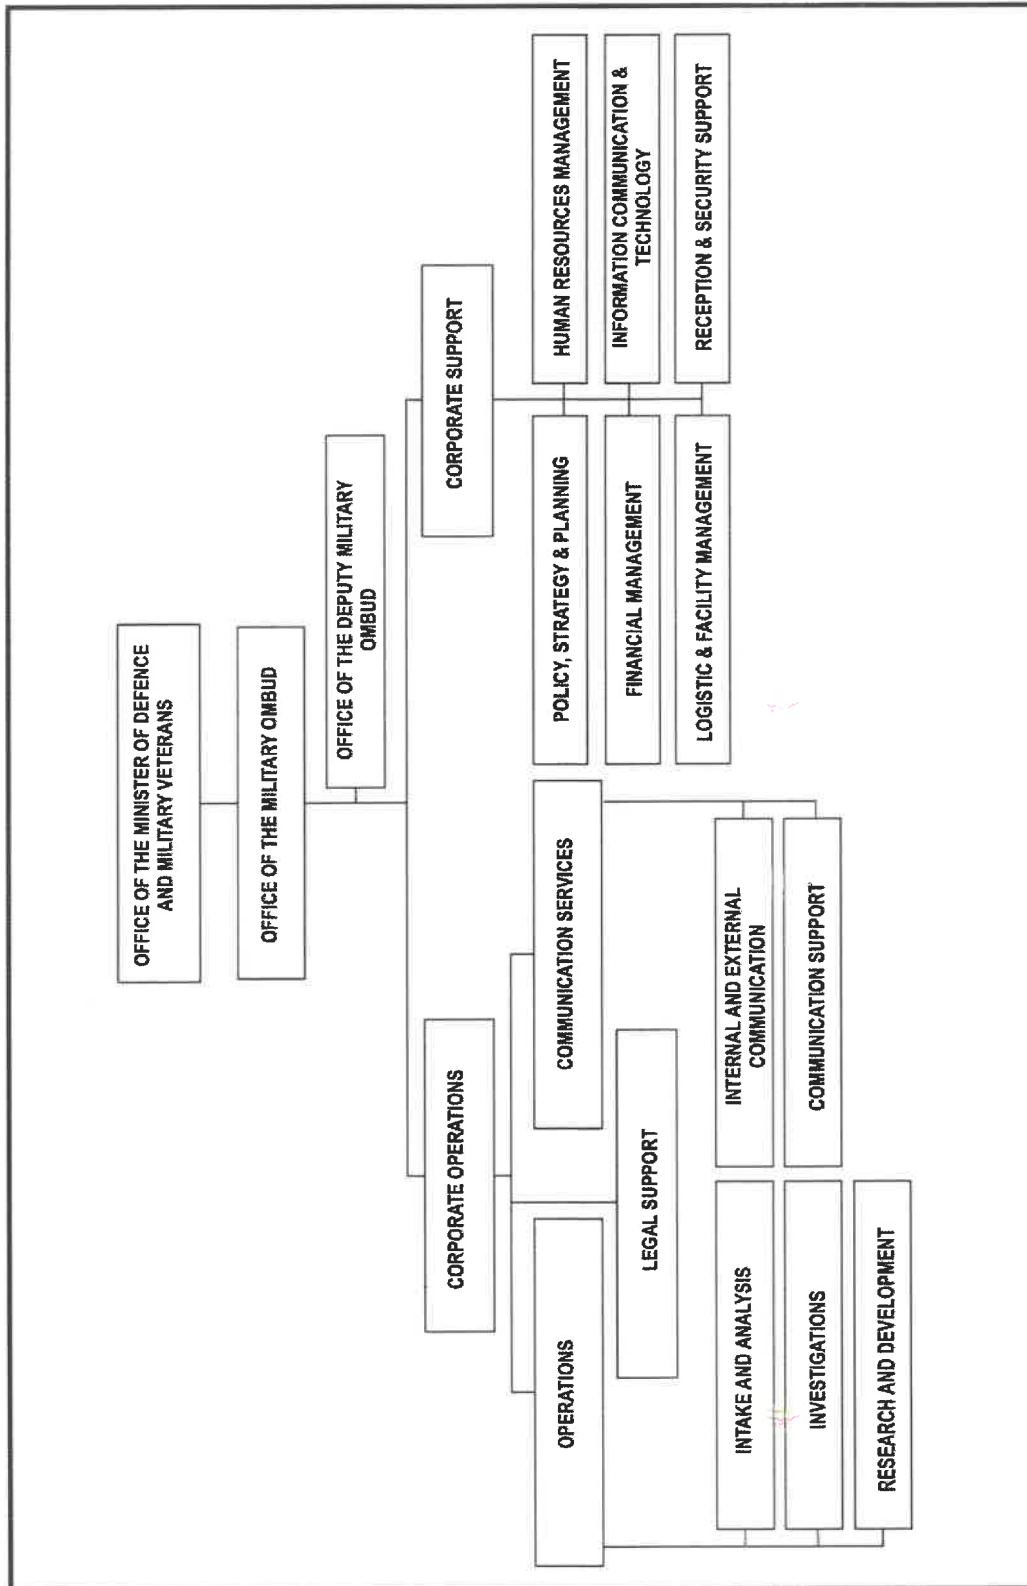 OFFICE OF THE MINISTER OF DEFENCE
AND MILITARY VETERANS
OFFICE OF THE MILITARY OMBUD
OFFICE OF THE DEPUTY MILITARY
OMBUD
CORPORATE OPERATIONS
CORPORATE SUPPORT
OPERATIONS
COMMUNICATION SERVICES
LEGAL SUPPORT
POLICY, STRATEGY & PLANNING
HUMAN RESOURCES MANAGEMENT
FINANCIAL MANAGEMENT
INFORMATION COMMUNICATION &
TECHNOLOGY
LOGISTIC & FACILITY MANAGEMENT
RECEPTION & SECURITY SUPPORT
INTAKE AND ANALYSIS
INTERNAL AND EXTERNAL
COMMUNICATION
INVESTIGATIONS
COMMUNICATION SUPPORT
RESEARCH AND DEVELOPMENT